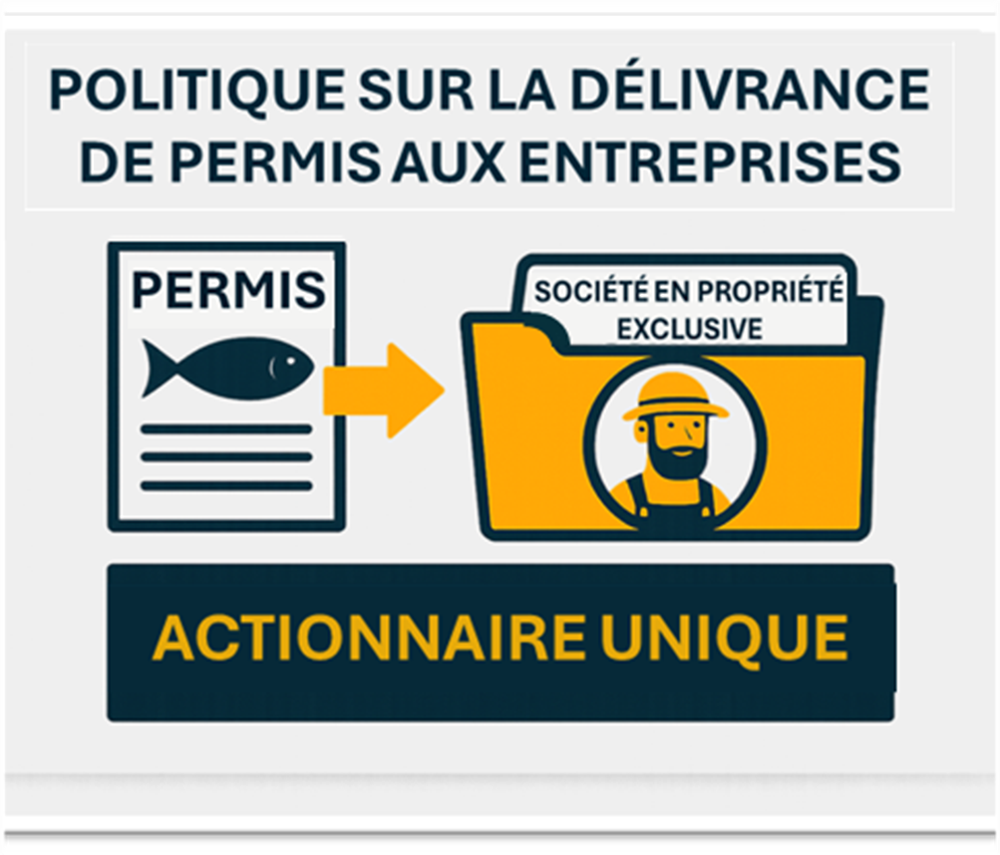 POLITIQUE SUR LA DÉLIVRANCE
DE PERMIS AUX ENTREPRISES
PERMIS
SOCIÉTÉ EN PROPRIÉTÉ
EXCLUSIVE
ACTIONNAIRE UNIQUE